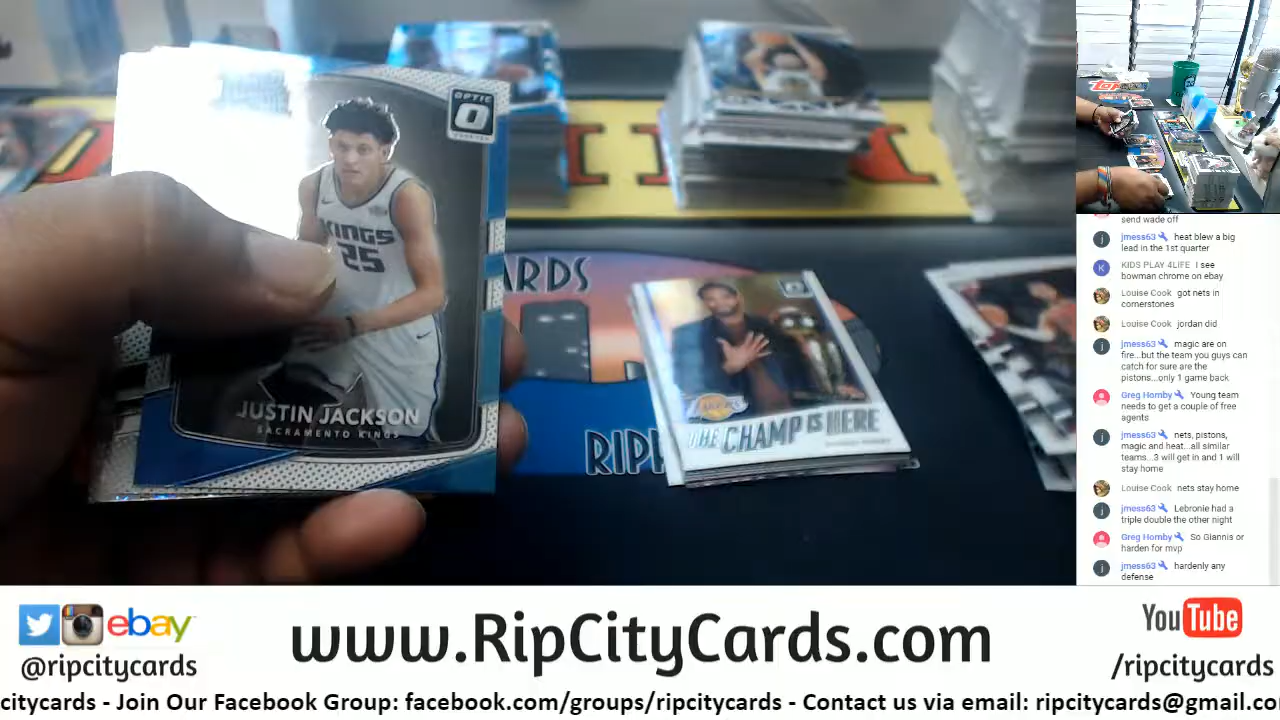 OPTIC
KINGS
25
JUSTIN JACKSON
SACRAMENTO KINGS
CARDS
LAKERS
THE CHAMP IS HERE
send wade off
jmess63 heat blew a big
lead in the 1st quarter
KIDS PLAY 4LIFE I see
bowman chrome on ebay
Louise Cook got nets in
cornerstones
Louise Cook jordan did
jmess63 magic are on
fire...but the team you guys can
catch for sure are the
pistons...only 1 game back
Greg Hornby Young team
needs to get a couple of free
agents
jmess63 nets, pistons,
magic and heat...all similar
teams...3 will get in and 1 will
stay home
Louise Cook nets stay home
jmess63 Lebronie had a
triple double the other night
Greg Hornby So Giannis or
harden for mvp
jmess63 hardenly any
defense
ebay
@ripcitycards
www.RipCityCards.com
YouTube
/ripcitycards
citycards - Join Our Facebook Group: facebook.com/groups/ripcitycards - Contact us via email: ripcitycards@gmail.co